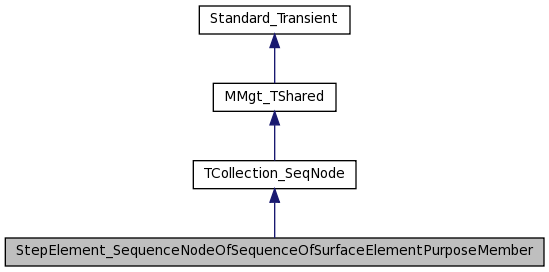 Standard_Transient
MMgt_TShared
TCollection_SeqNode
StepElement_SequenceNodeOfSequenceOfSurfaceElementPurposeMember